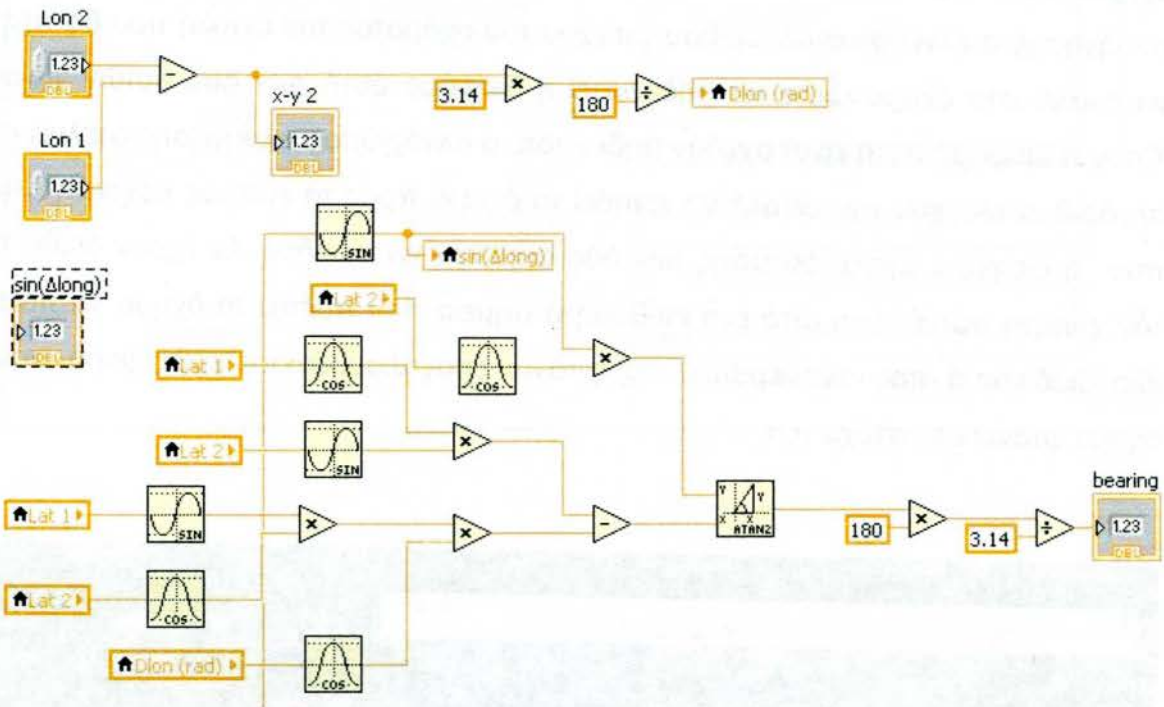 Lon 2
1.23
DBL
x-y 2
3.14
180
Dlon (rad)
1.23
DBL
Lon 1
1.23
DBL
SIN
sin(Δlong)
sin(Δlong)
1.23
DBL
Lat 2
Lat 1
COS
COS
Lat 2
SIN
bearing
Lat 1
SIN
Y
Y
X
X
ATAN2
180
3.14
1.23
DBL
Lat 2
COS
Dlon (rad)
COS